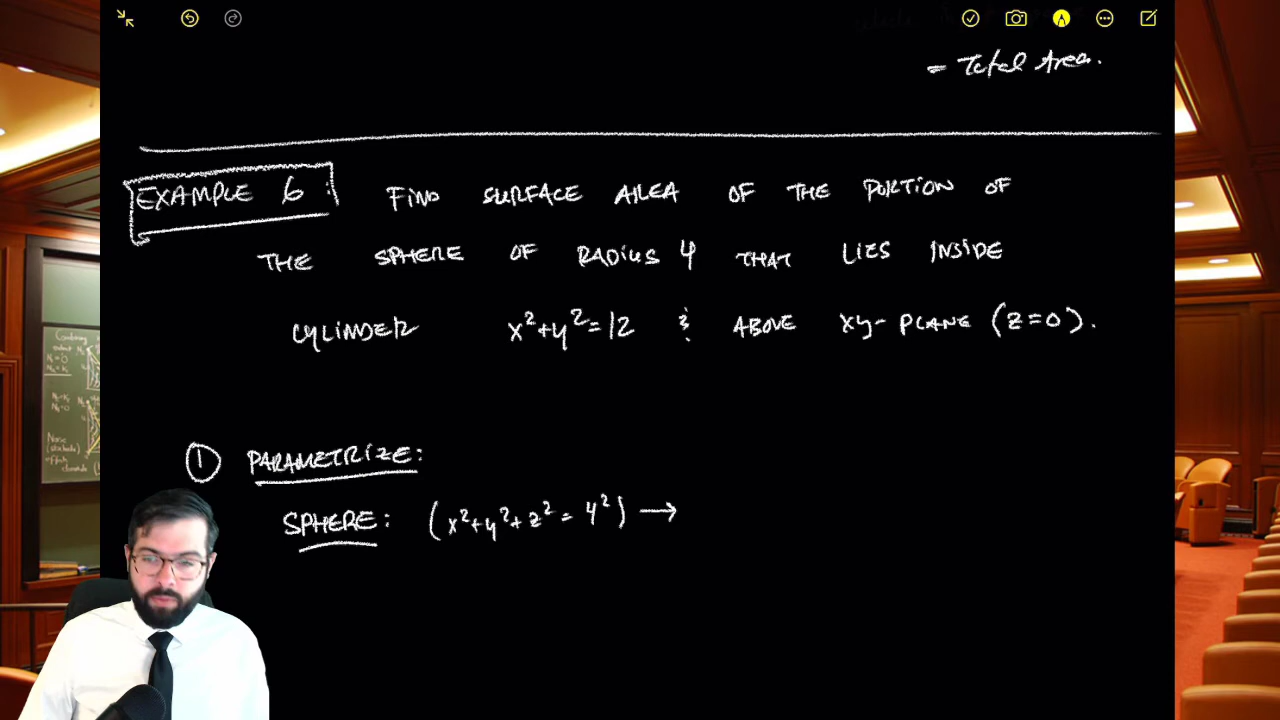 = Total Area.
EXAMPLE 6: FIND SURFACE AREA OF THE PORTION OF
THE SPHERE OF RADIUS 4 THAT LIES INSIDE
CYLINDER x²+y²=12 & ABOVE xy-PLANE (z=0).
① PARAMETRIZE:
SPHERE: (x²+y²+z² = 4²) →